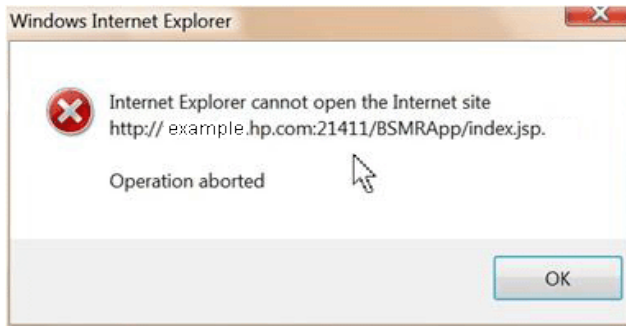 Windows Internet Explorer
Internet Explorer cannot open the Internet site
http:// example.hp.com:21411/BSMRApp/index.jsp.
Operation aborted
OK